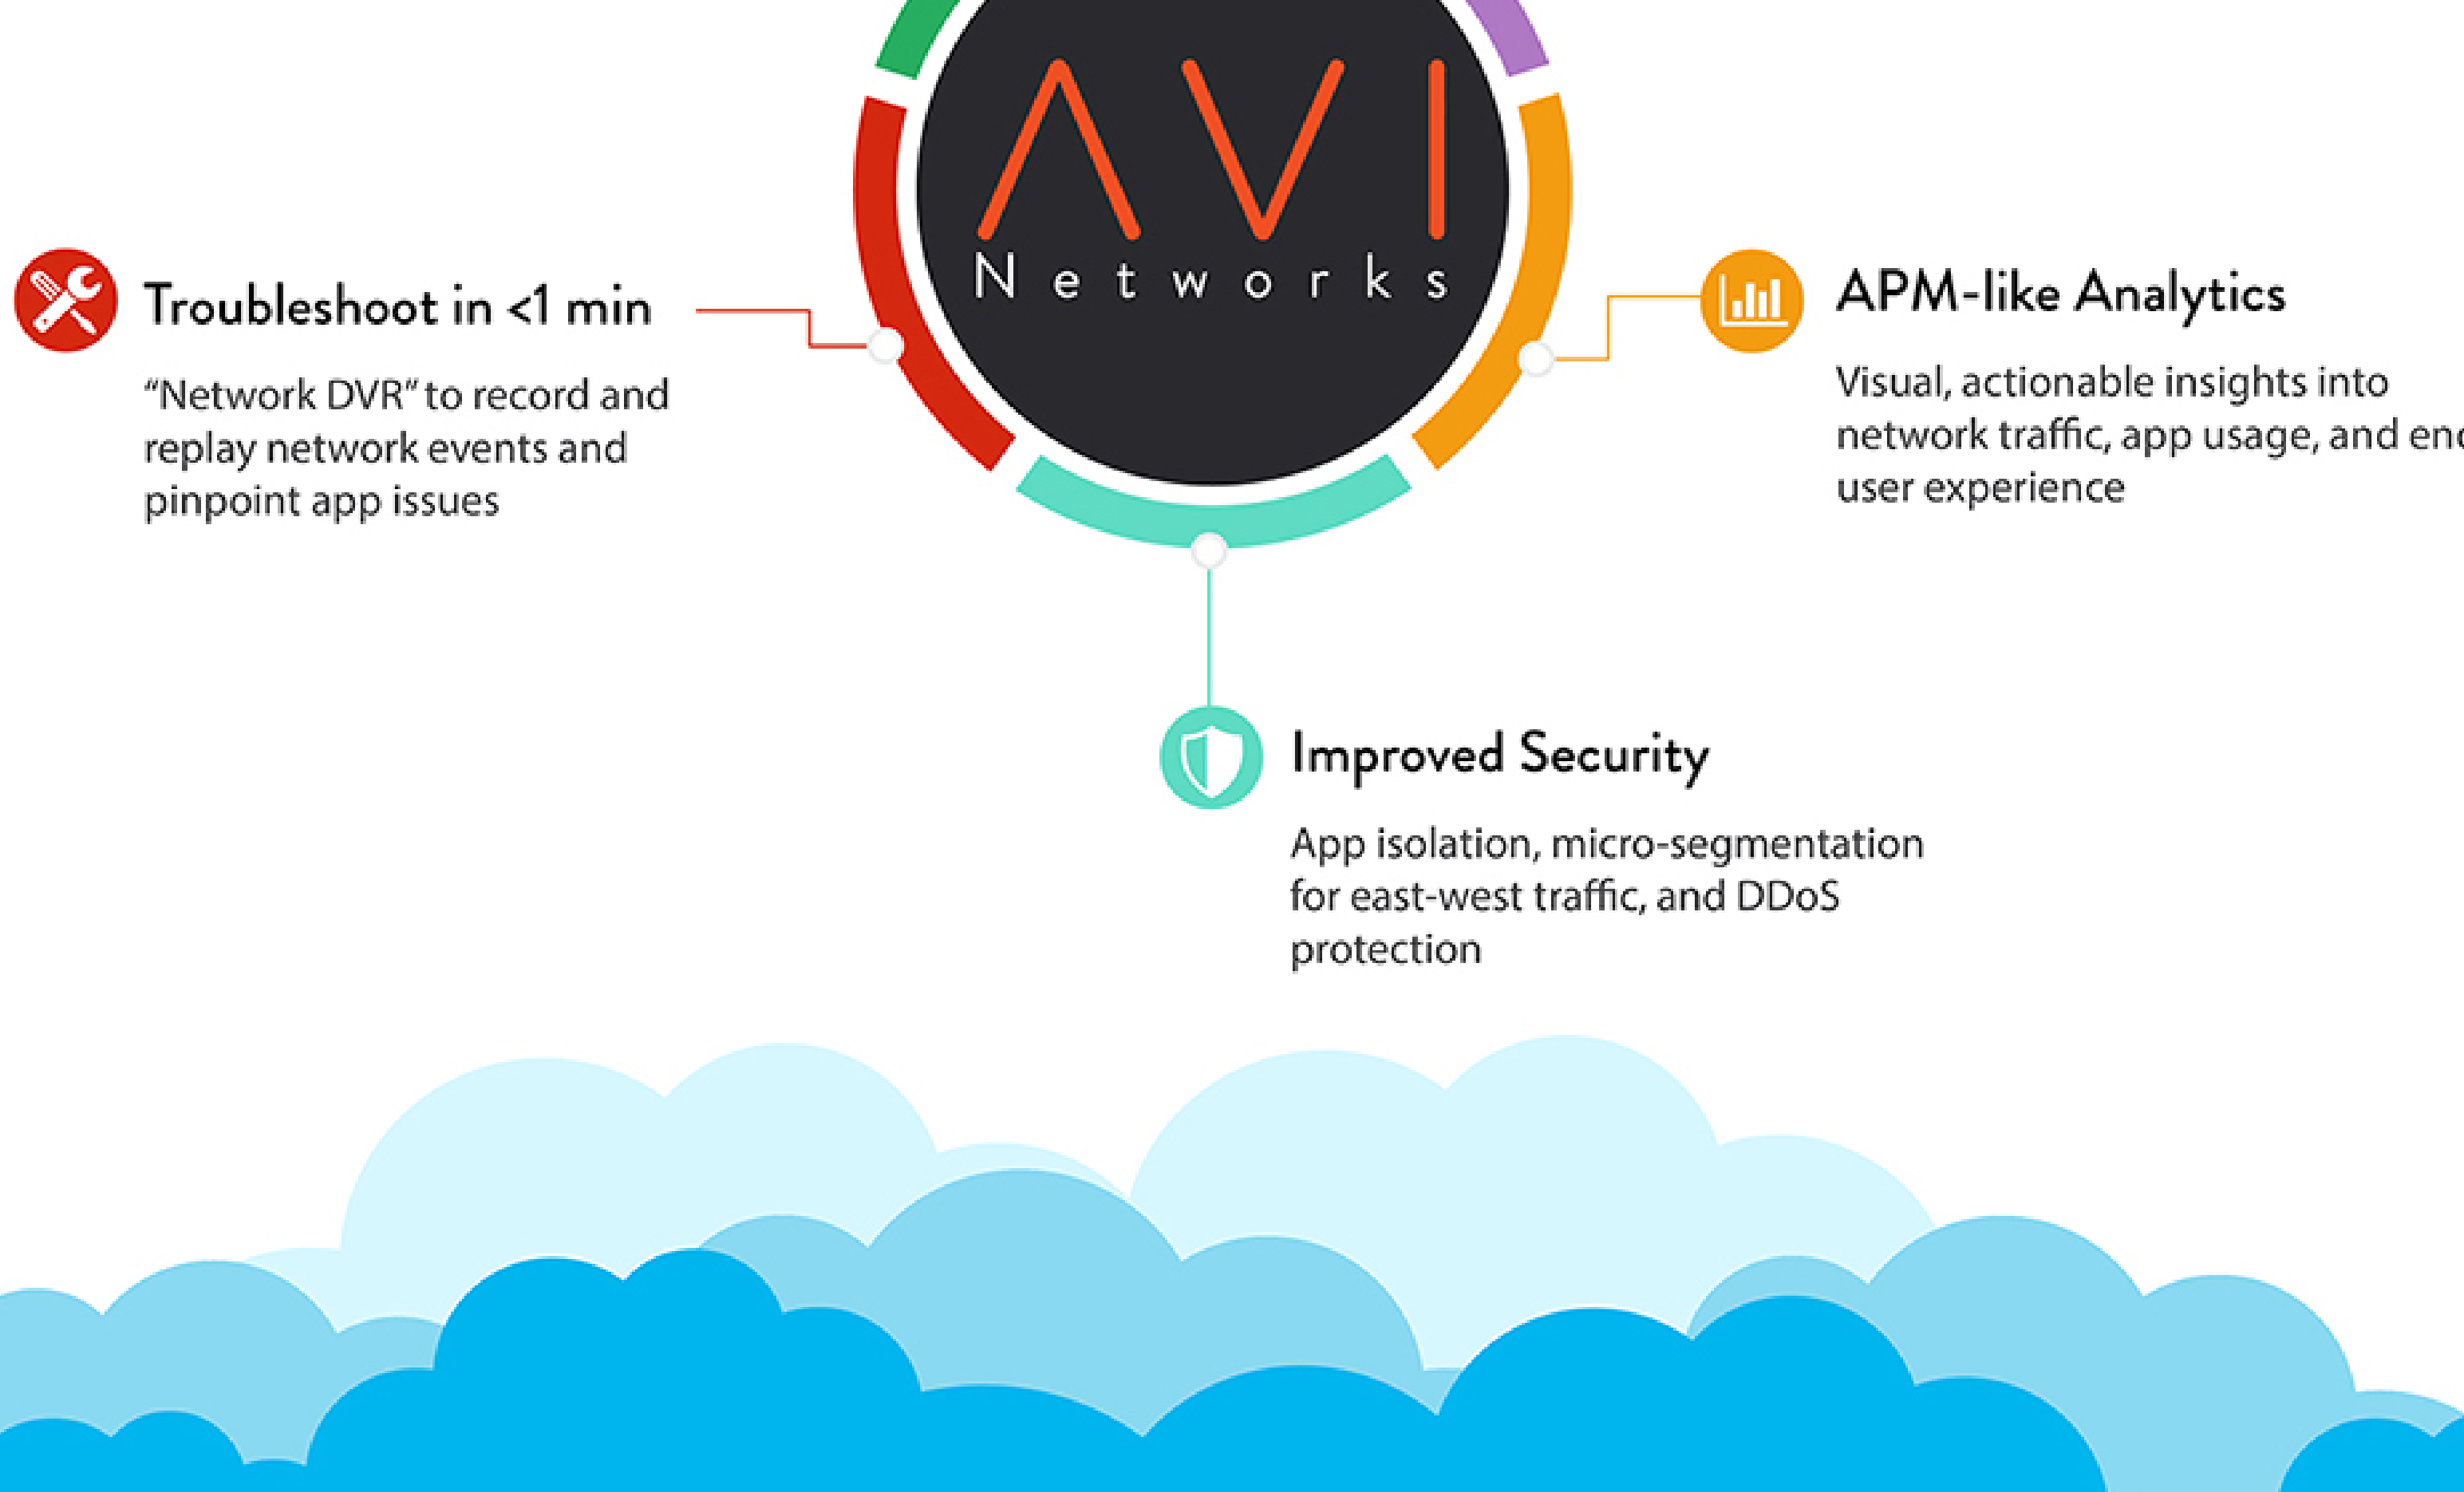 AVI
Networks
Troubleshoot in <1 min
“Network DVR” to record and
replay network events and
pinpoint app issues
APM-like Analytics
Visual, actionable insights into
network traffic, app usage, and
user experience
Improved Security
App isolation, micro-segmentation
for east-west traffic, and DDoS
protection